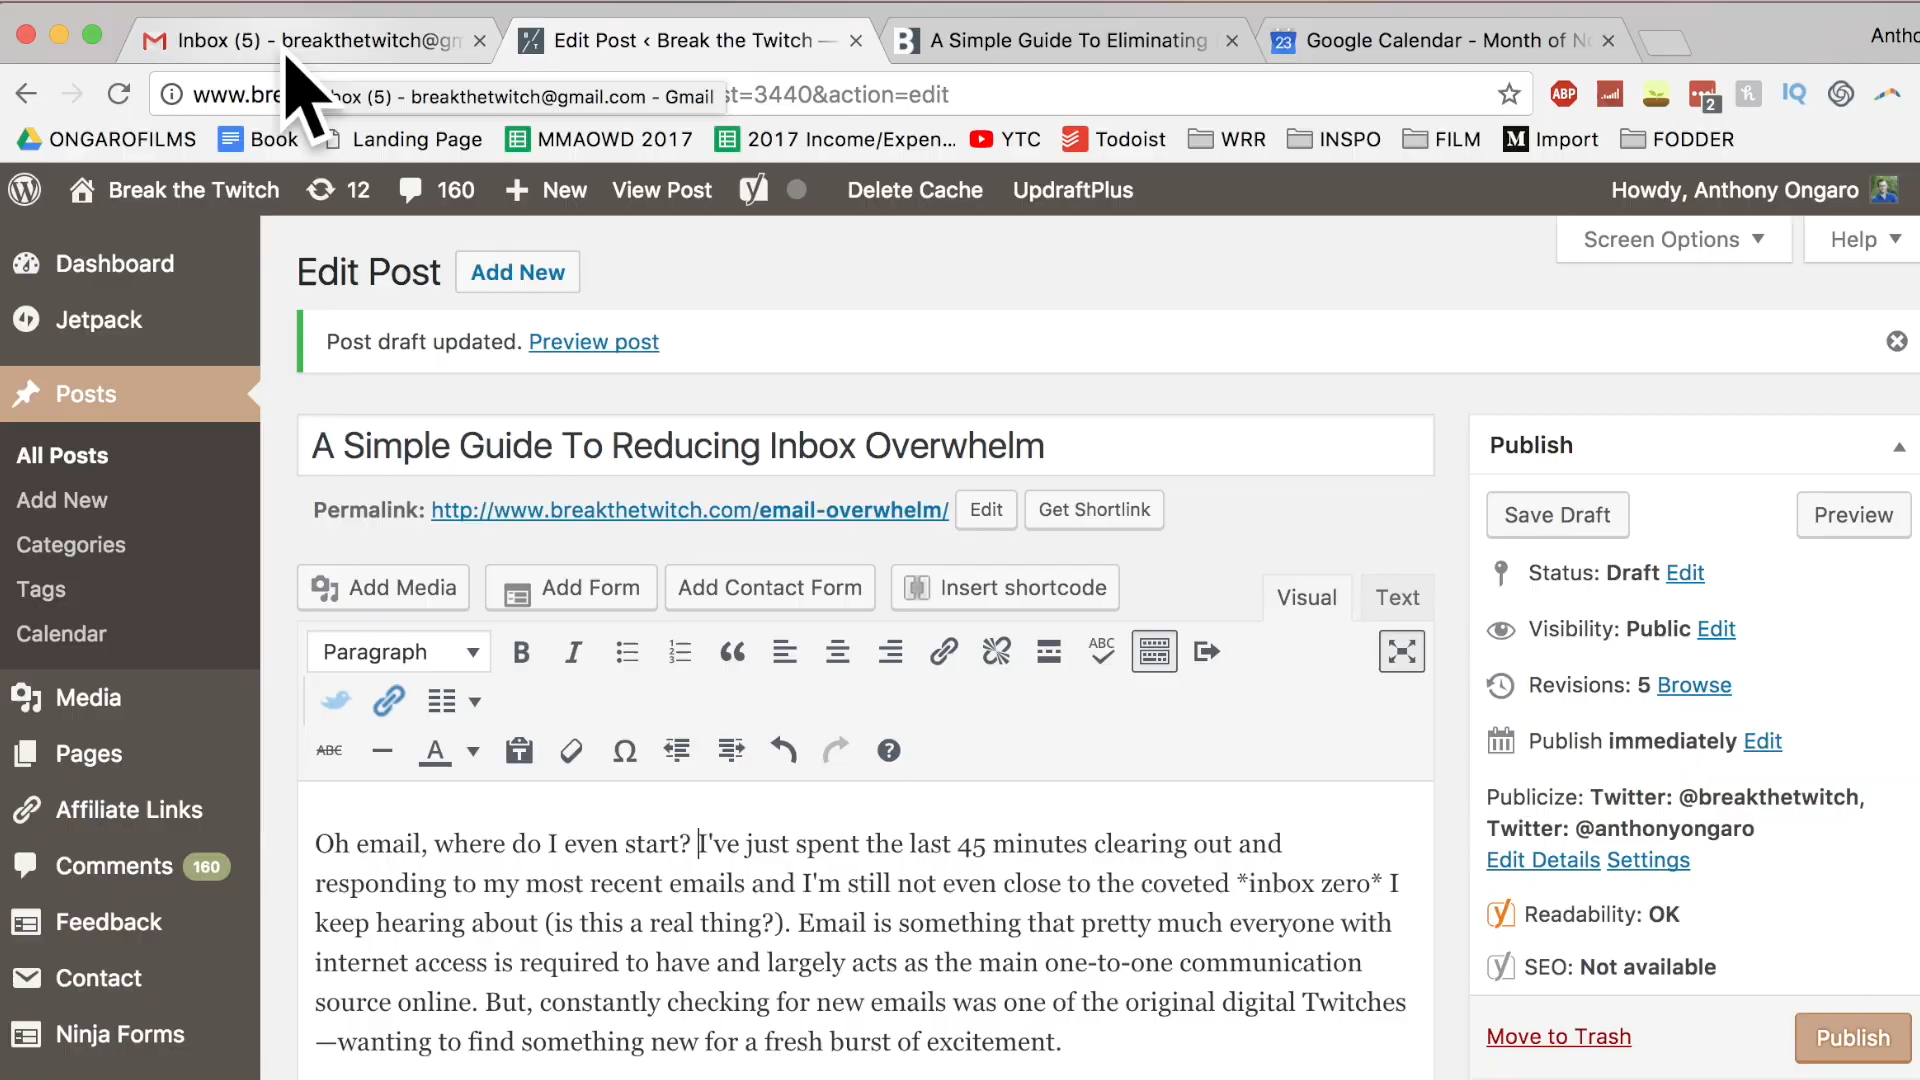 Inbox (5) - breakthetwitch@gm
Edit Post ‹ Break the Twitch —
A Simple Guide To Eliminating
23
Google Calendar - Month of No
Antho
www.bre
box (5) - breakthetwitch@gmail.com - Gmail
st=3440&action=edit
ABP
2
h
IQ
ONGAROFILMS
Book
Landing Page
MMAOWD 2017
2017 Income/Expen...
YTC
Todoist
WRR
INSPO
FILM
M Import
FODDER
Break the Twitch
12
160
New
View Post
Delete Cache
UpdraftPlus
Howdy, Anthony Ongaro
Screen Options
Help
Dashboard
Jetpack
Posts
All Posts
Add New
Categories
Tags
Calendar
Media
Pages
Affiliate Links
Comments 160
Feedback
Contact
Ninja Forms
Edit Post
Add New
Post draft updated. Preview post
A Simple Guide To Reducing Inbox Overwhelm
Permalink: http://www.breakthetwitch.com/email-overwhelm/
Edit
Get Shortlink
Add Media
Add Form
Add Contact Form
Insert shortcode
Visual
Text
Paragraph
B
I
ABC
ABC
A
Ω
Oh email, where do I even start? I've just spent the last 45 minutes clearing out and
responding to my most recent emails and I'm still not even close to the coveted *inbox zero* I
keep hearing about (is this a real thing?). Email is something that pretty much everyone with
internet access is required to have and largely acts as the main one-to-one communication
source online. But, constantly checking for new emails was one of the original digital Twitches
—wanting to find something new for a fresh burst of excitement.
Publish
Save Draft
Preview
Status: Draft Edit
Visibility: Public Edit
Revisions: 5 Browse
Publish immediately Edit
Publicize: Twitter: @breakthetwitch,
Twitter: @anthonyongaro
Edit Details Settings
Readability: OK
SEO: Not available
Move to Trash
Publish